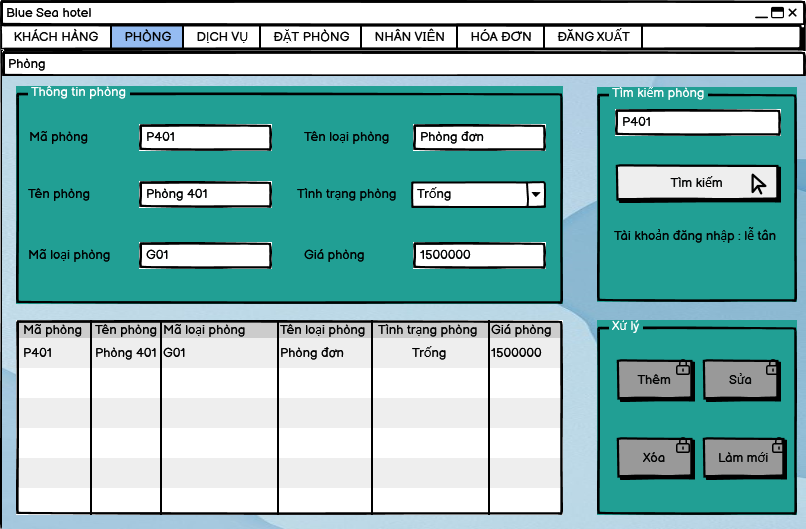 Blue Sea hotel
KHÁCH HÀNG PHÒNG DỊCH VỤ ĐẶT PHÒNG NHÂN VIÊN HÓA ĐƠN ĐĂNG XUẤT
Phòng
Thông tin phòng
Mã phòng P401 Tên loại phòng Phòng đơn
Tên phòng Phòng 401 Tình trạng phòng Trống
Mã loại phòng G01 Giá phòng 1500000
Tìm kiếm phòng
P401
Tìm kiếm
Tài khoản đăng nhập : lễ tân
Mã phòng Tên phòng Mã loại phòng Tên loại phòng Tình trạng phòng Giá phòng
P401 Phòng 401 G01 Phòng đơn Trống 1500000
Xử lý
Thêm Sửa
Xóa Làm mới